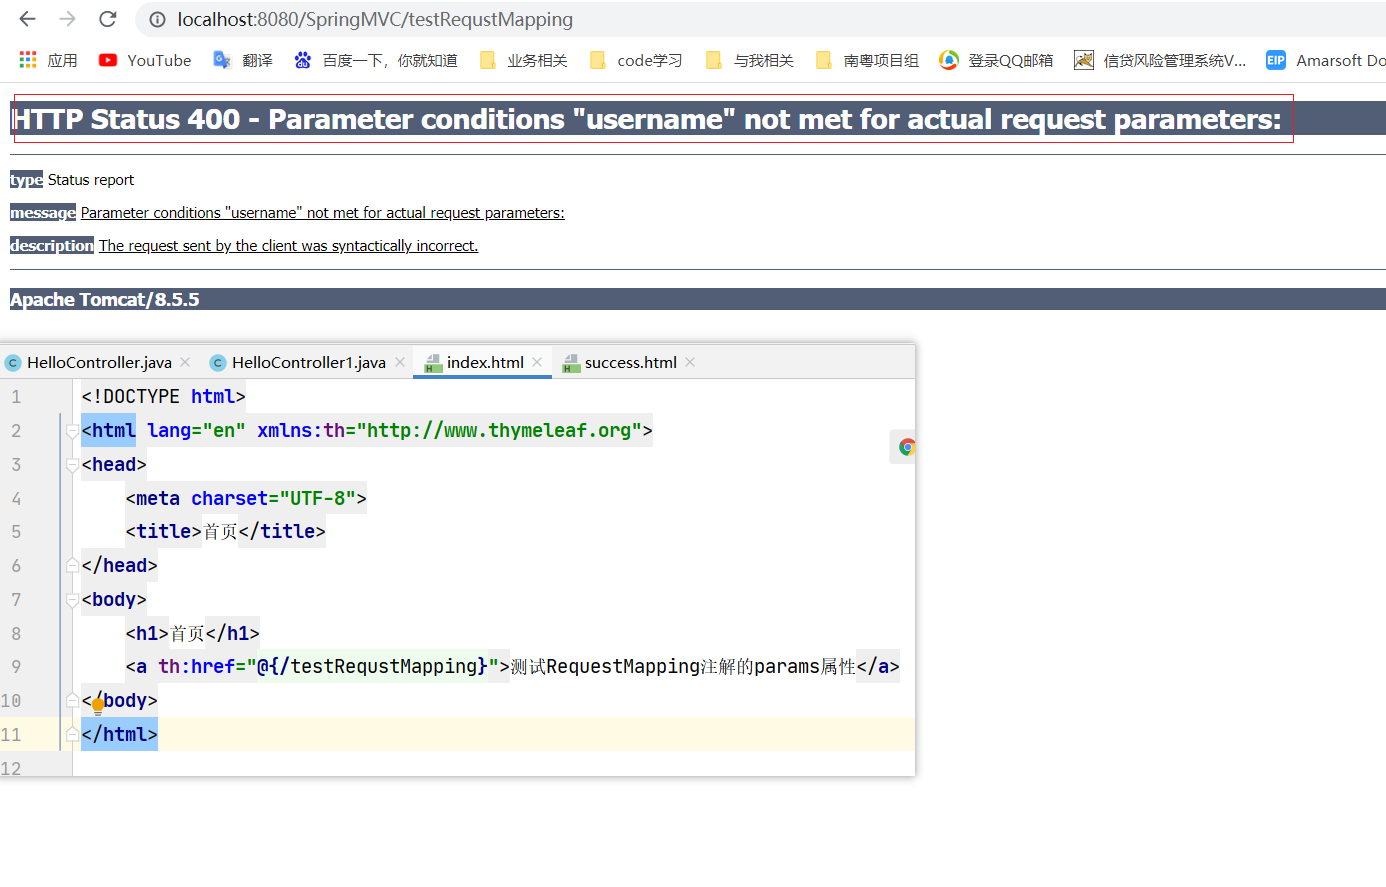 localhost:8080/SpringMVC/testRequstMapping
应用 YouTube 翻译 百度一下，你就知道 业务相关 code学习 与我相关 南粤项目组 登录QQ邮箱 信贷风险管理系统V... EIP Amarsoft Do
HTTP Status 400 - Parameter conditions "username" not met for actual request parameters:
type Status report
message Parameter conditions "username" not met for actual request parameters:
description The request sent by the client was syntactically incorrect.
Apache Tomcat/8.5.5
C HelloController.java C HelloController1.java H index.html H success.html
1 <!DOCTYPE html>
2 <html lang="en" xmlns:th="http://www.thymeleaf.org">
3 <head>
4 <meta charset="UTF-8">
5 <title>首页</title>
6 </head>
7 <body>
8 <h1>首页</h1>
9 <a th:href="@{/testRequstMapping}">测试RequestMapping注解的params属性</a>
10 </body>
11 </html>
12